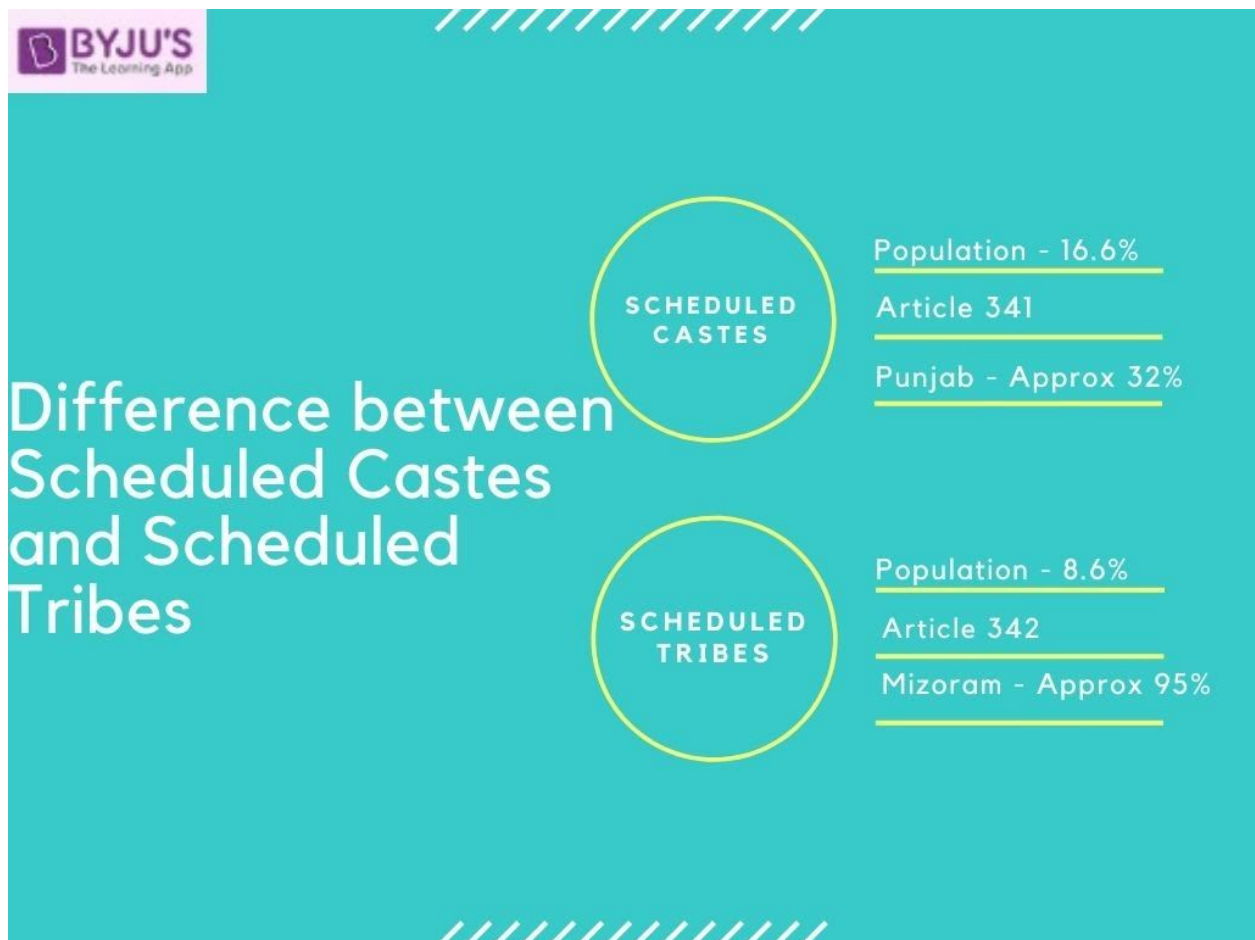 BYJU'S
The Learning App
Difference between
Scheduled Castes
and Scheduled
Tribes
SCHEDULED
CASTES
Population - 16.6%
Article 341
Punjab - Approx 32%
SCHEDULED
TRIBES
Population - 8.6%
Article 342
Mizoram - Approx 95%